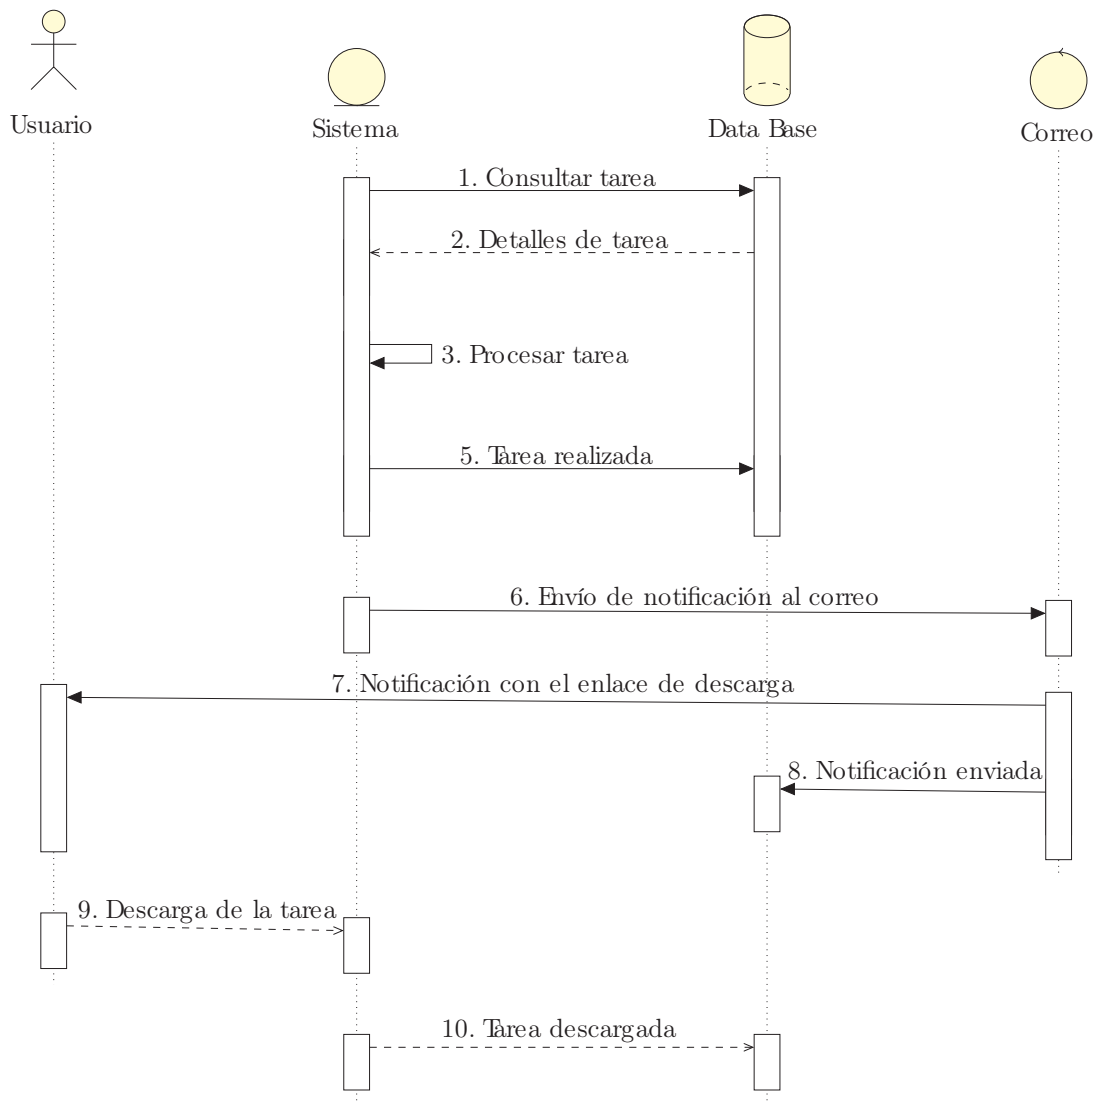 Usuario
Sistema
Data Base
Correo
1. Consultar tarea
2. Detalles de tarea
3. Procesar tarea
5. Tarea realizada
6. Envío de notificación al correo
7. Notificación con el enlace de descarga
8. Notificación enviada
9. Descarga de la tarea
10. Tarea descargada